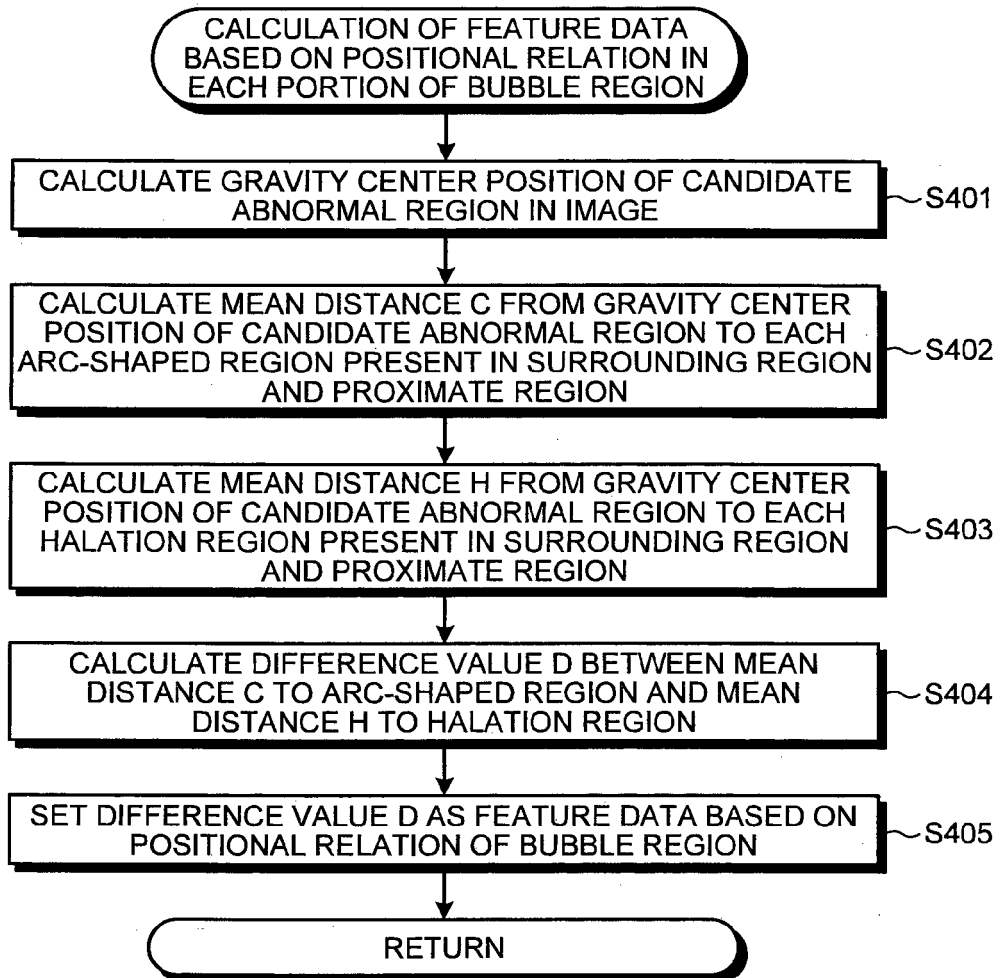 CALCULATION OF FEATURE DATA
BASED ON POSITIONAL RELATION IN
EACH PORTION OF BUBBLE REGION
CALCULATE GRAVITY CENTER POSITION OF CANDIDATE
ABNORMAL REGION IN IMAGE
S401
CALCULATE MEAN DISTANCE C FROM GRAVITY CENTER
POSITION OF CANDIDATE ABNORMAL REGION TO EACH
ARC-SHAPED REGION PRESENT IN SURROUNDING REGION
AND PROXIMATE REGION
S402
CALCULATE MEAN DISTANCE H FROM GRAVITY CENTER
POSITION OF CANDIDATE ABNORMAL REGION TO EACH
HALATION REGION PRESENT IN SURROUNDING REGION
AND PROXIMATE REGION
S403
CALCULATE DIFFERENCE VALUE D BETWEEN MEAN
DISTANCE C TO ARC-SHAPED REGION AND MEAN
DISTANCE H TO HALATION REGION
S404
SET DIFFERENCE VALUE D AS FEATURE DATA BASED ON
POSITIONAL RELATION OF BUBBLE REGION
S405
RETURN